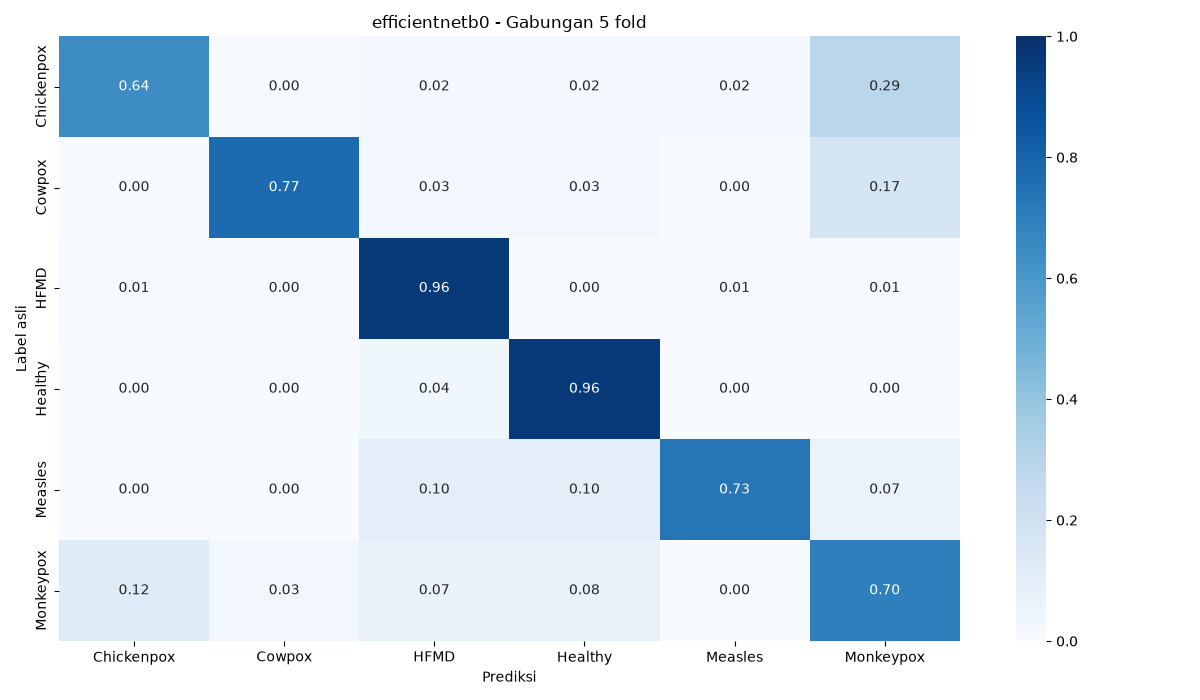 efficientnetb0 - Gabungan 5 fold
Label asli
Chickenpox 0.64 0.00 0.02 0.02 0.02 0.29
Cowpox 0.00 0.77 0.03 0.03 0.00 0.17
HFMD 0.01 0.00 0.96 0.00 0.01 0.01
Healthy 0.00 0.00 0.04 0.96 0.00 0.00
Measles 0.00 0.00 0.10 0.10 0.73 0.07
Monkeypox 0.12 0.03 0.07 0.08 0.00 0.70
Chickenpox Cowpox HFMD Healthy Measles Monkeypox
Prediksi
1.0
0.8
0.6
0.4
0.2
0.0